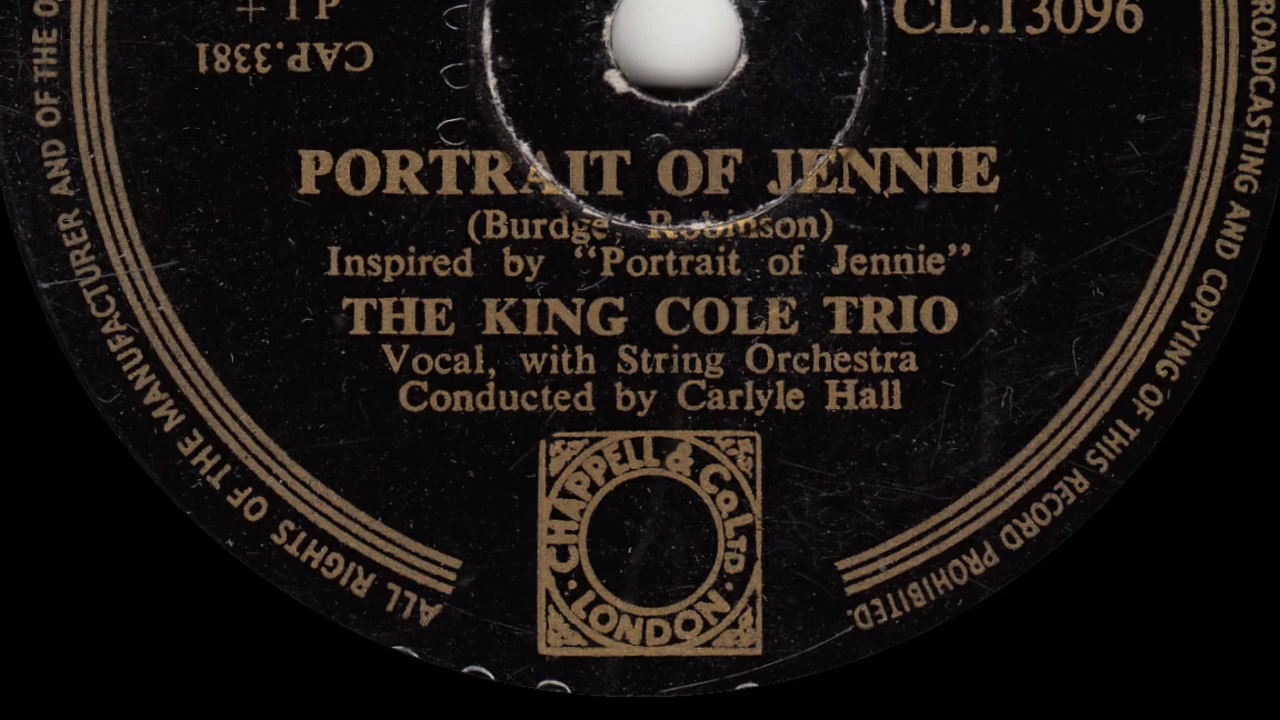 + 1 P
CAP.3381
CL.13096
PORTRAIT OF JENNIE
(Burdge, Robinson)
Inspired by “Portrait of Jennie”
THE KING COLE TRIO
Vocal, with String Orchestra
Conducted by Carlyle Hall
CHAPPELL & Co. LTD.
· LONDON ·
ALL RIGHTS OF THE MANUFACTURER AND OF THE
BROADCASTING AND COPYING OF THIS RECORD PROHIBITED.